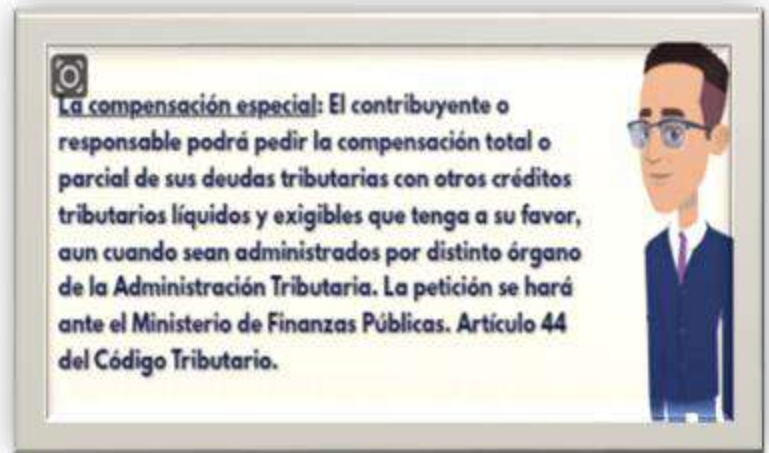 La compensación especial: El contribuyente o
responsable podrá pedir la compensación total o
parcial de sus deudas tributarias con otros créditos
tributarios líquidos y exigibles que tenga a su favor,
aun cuando sean administrados por distinto órgano
de la Administración Tributaria. La petición se hará
ante el Ministerio de Finanzas Públicas. Artículo 44
del Código Tributario.